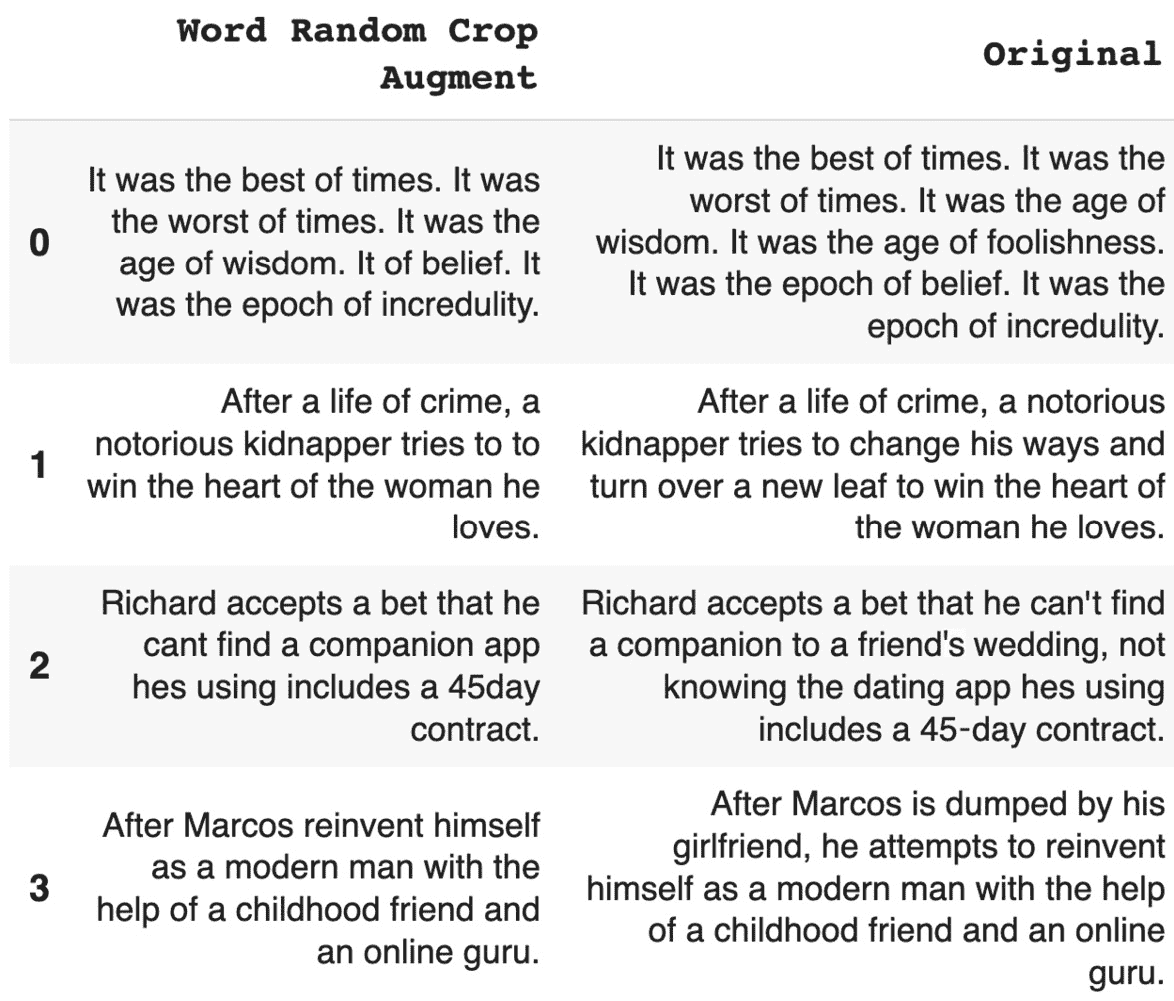 Word Random Crop
Augment
Original
0
It was the best of times. It was
the worst of times. It was the
age of wisdom. It of belief. It
was the epoch of incredulity.
It was the best of times. It was the
worst of times. It was the age of
wisdom. It was the age of foolishness.
It was the epoch of belief. It was the
epoch of incredulity.
1
After a life of crime, a
notorious kidnapper tries to to
win the heart of the woman he
loves.
After a life of crime, a notorious
kidnapper tries to change his ways and
turn over a new leaf to win the heart of
the woman he loves.
2
Richard accepts a bet that he
cant find a companion app
hes using includes a 45day
contract.
Richard accepts a bet that he can't find
a companion to a friend's wedding, not
knowing the dating app hes using
includes a 45-day contract.
3
After Marcos reinvent himself
as a modern man with the
help of a childhood friend and
an online guru.
After Marcos is dumped by his
girlfriend, he attempts to reinvent
himself as a modern man with the help
of a childhood friend and an online
guru.